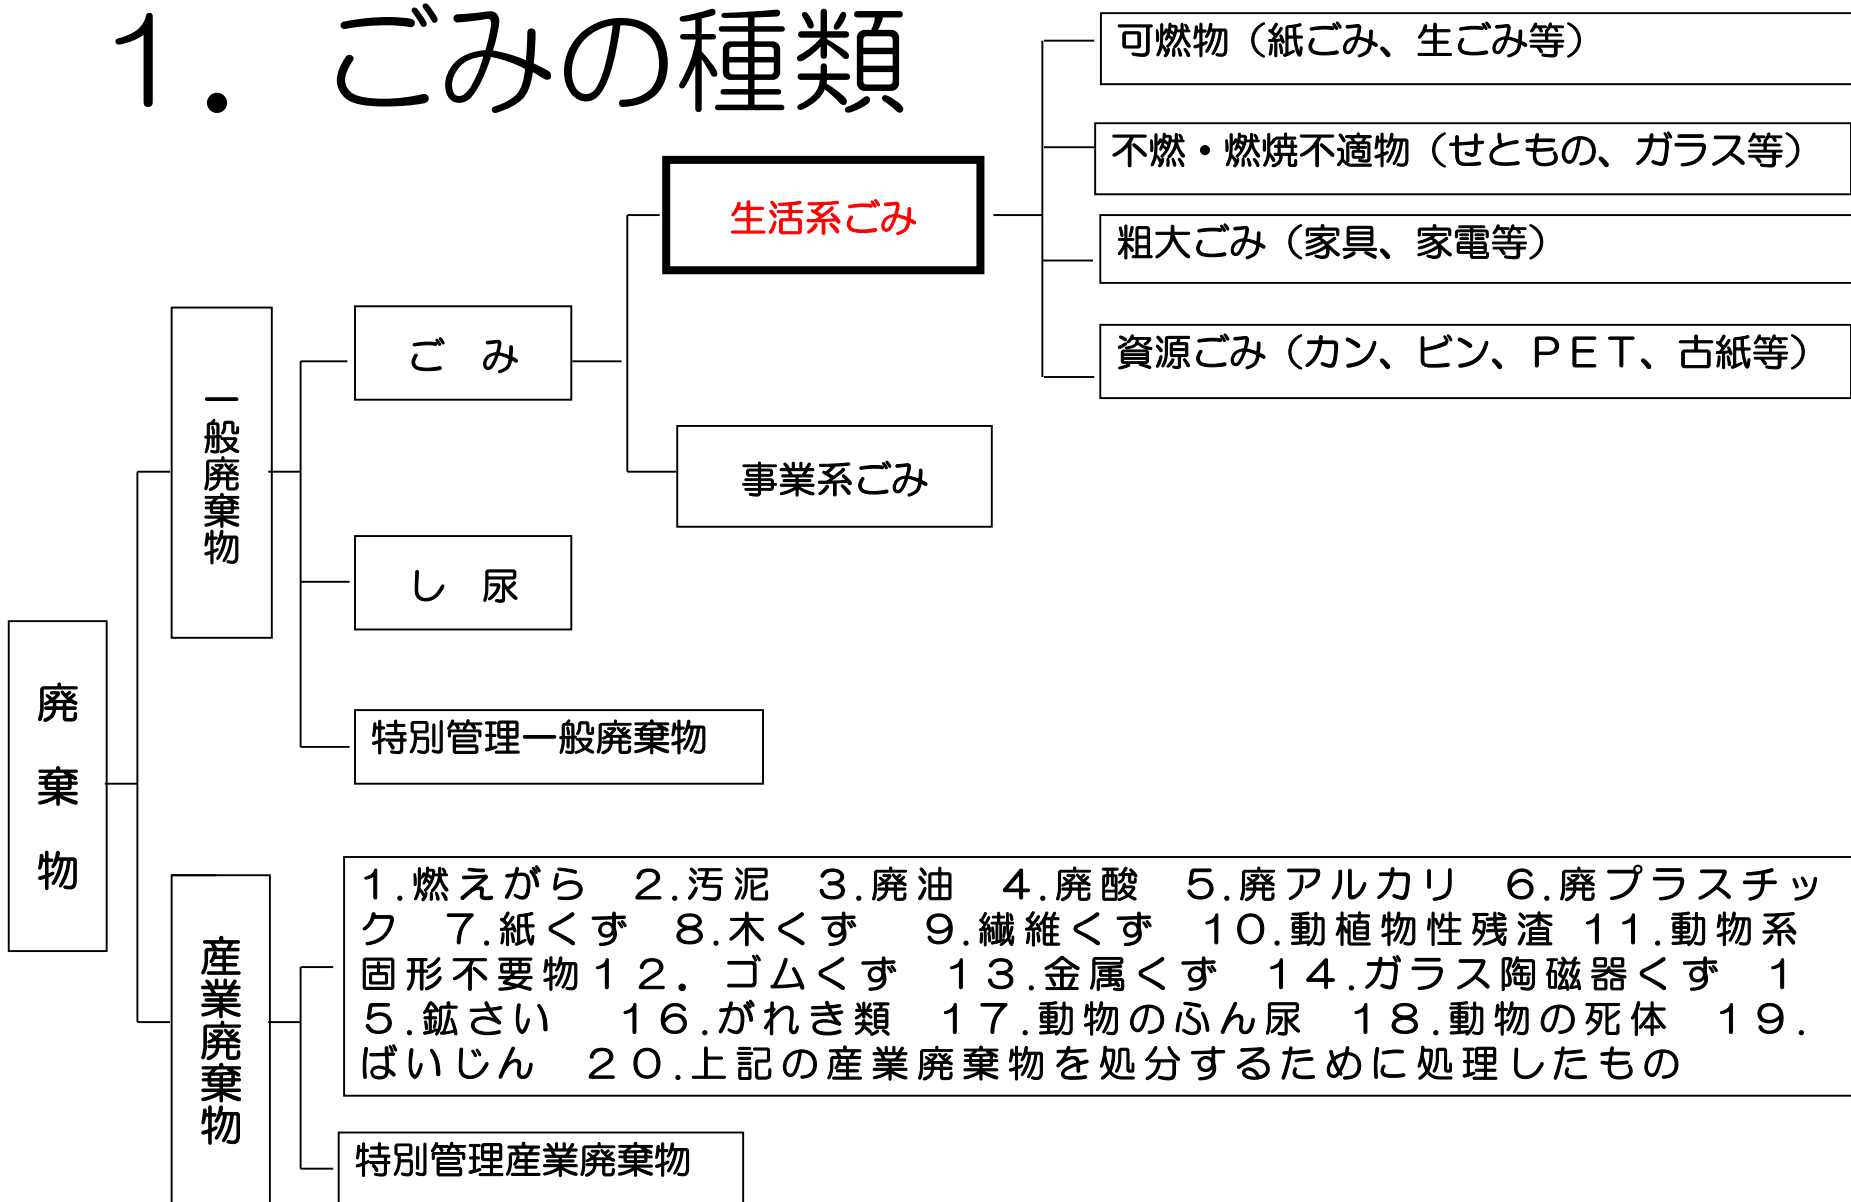 １．ごみの種類
可燃物（紙ごみ、生ごみ等）
不燃・燃焼不適物（せともの、ガラス等）
生活系ごみ
粗大ごみ（家具、家電等）
資源ごみ（カン、ビン、ＰＥＴ、古紙等）
ご　み
一般廃棄物
事業系ごみ
し　尿
特別管理一般廃棄物
廃棄物
産業廃棄物
１.燃えがら　２.汚泥　３.廃油　４.廃酸　５.廃アルカリ　６.廃プラスチッ
ク　７.紙くず　８.木くず　９.繊維くず　１０.動植物性残渣 １１.動物系
固形不要物１２．ゴムくず　１３.金属くず　１４.ガラス陶磁器くず　１
５.鉱さい　１６.がれき類　１７.動物のふん尿　１８.動物の死体　１９.
ばいじん　２０.上記の産業廃棄物を処分するために処理したもの
特別管理産業廃棄物